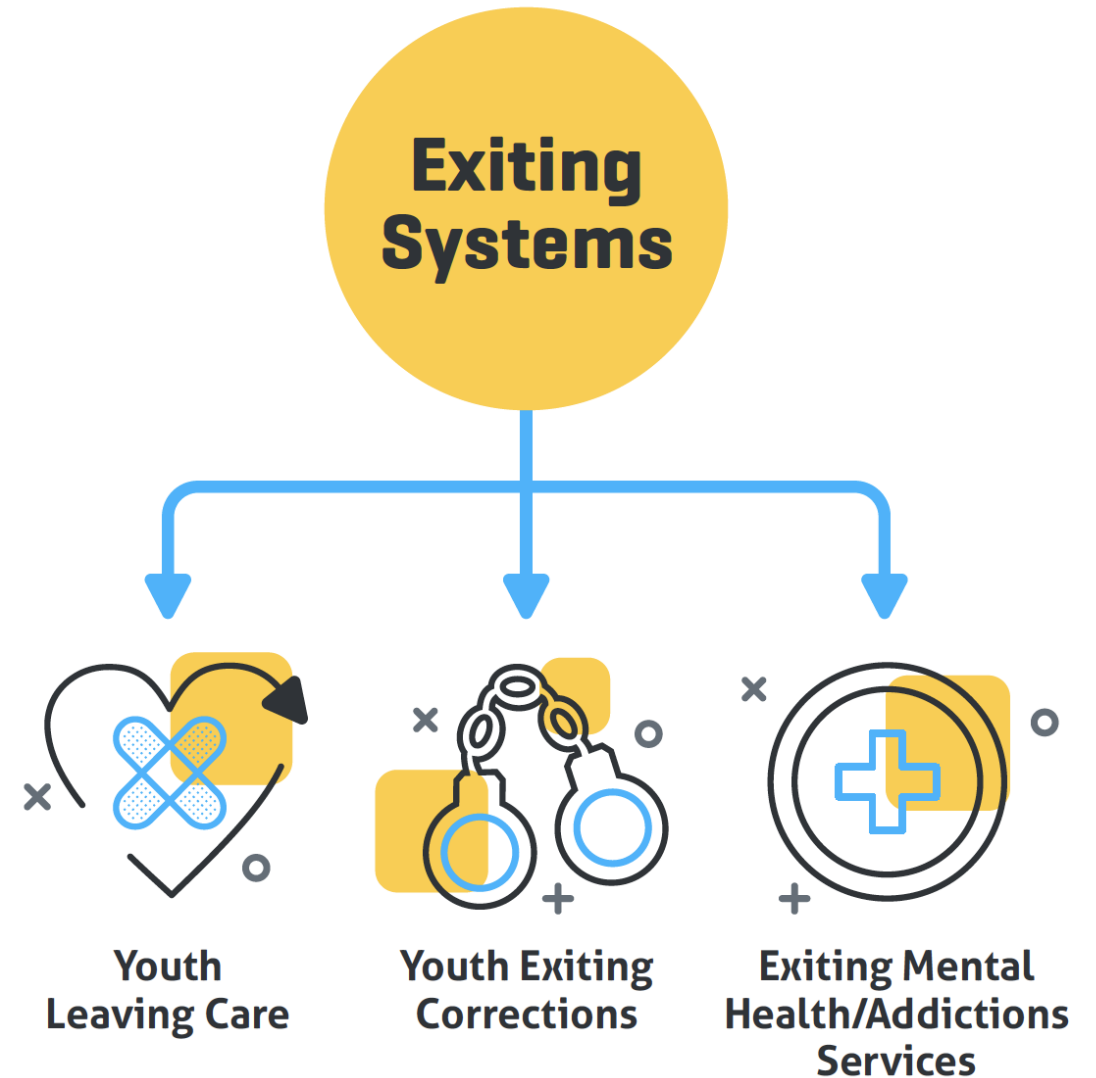 Exiting
Systems
Youth
Leaving Care
Youth Exiting
Corrections
Exiting Mental
Health/Addictions
Services